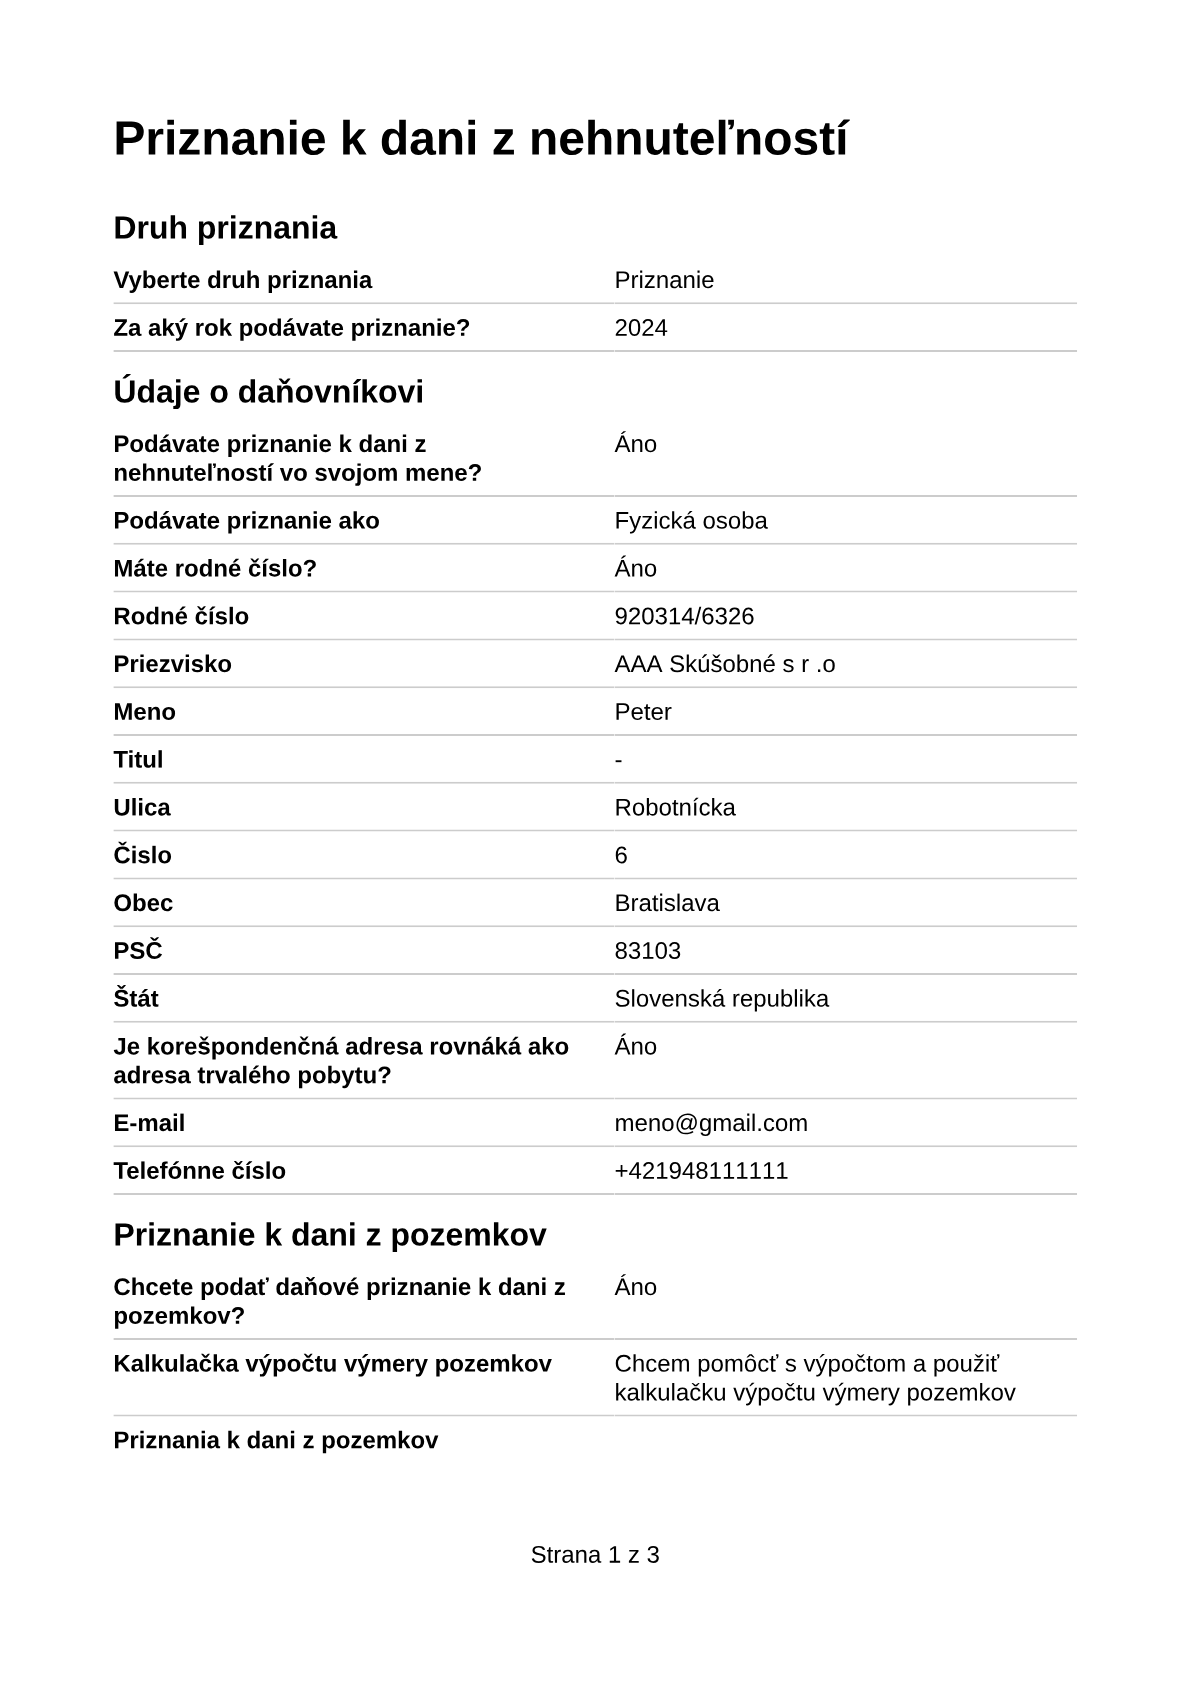 Priznanie k dani z nehnuteľností
Druh priznania
Vyberte druh priznania Priznanie
Za aký rok podávate priznanie? 2024
Údaje o daňovníkovi
Podávate priznanie k dani z Áno
nehnuteľností vo svojom mene?
Podávate priznanie ako Fyzická osoba
Máte rodné číslo? Áno
Rodné číslo 920314/6326
Priezvisko AAA Skúšobné s r .o
Meno Peter
Titul -
Ulica Robotnícka
Čislo 6
Obec Bratislava
PSČ 83103
Štát Slovenská republika
Je korešpondenčná adresa rovnáká ako Áno
adresa trvalého pobytu?
E-mail meno@gmail.com
Telefónne číslo +421948111111
Priznanie k dani z pozemkov
Chcete podať daňové priznanie k dani z Áno
pozemkov?
Kalkulačka výpočtu výmery pozemkov Chcem pomôcť s výpočtom a použiť
kalkulačku výpočtu výmery pozemkov
Priznania k dani z pozemkov
Strana 1 z 3